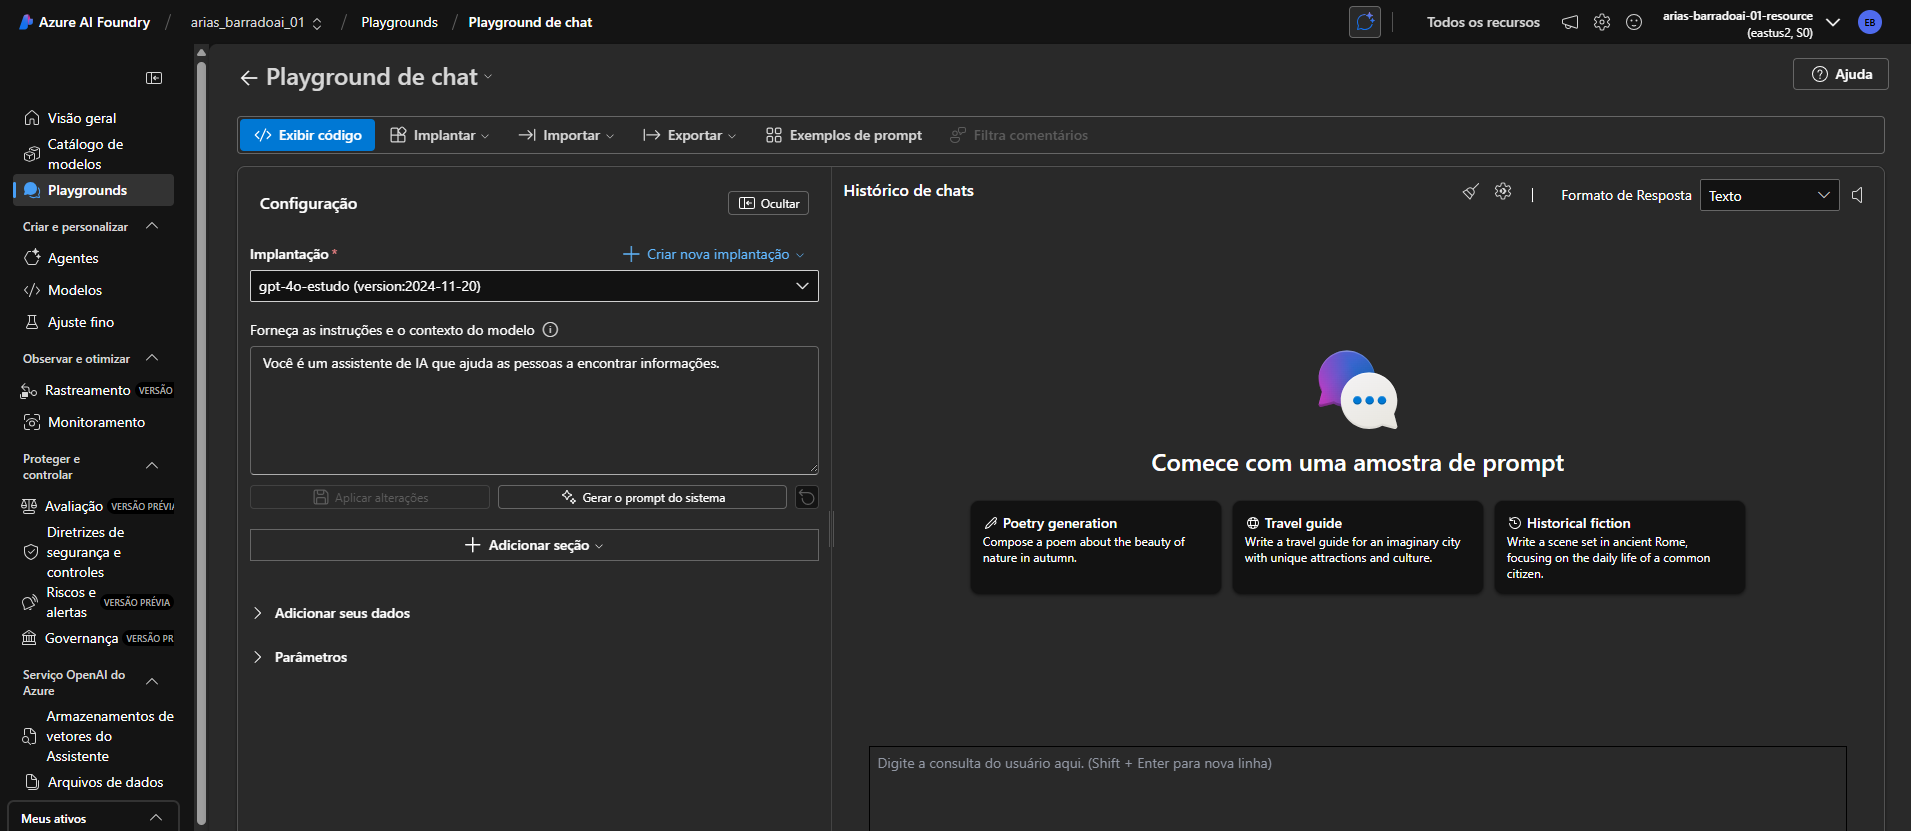 Azure AI Foundry / arias_barradoai_01 / Playgrounds / Playground de chat
Todos os recursos
arias-barradoai-01-resource
(eastus2, S0)
EB
Visão geral
Catálogo de
modelos
Playgrounds
Criar e personalizar
Agentes
Modelos
Ajuste fino
Observar e otimizar
Rastreamento VERSÃO
Monitoramento
Proteger e
controlar
Avaliação VERSÃO PRÉVIA
Diretrizes de
segurança e
controles
Riscos e
alertas
VERSÃO PRÉVIA
Governança VERSÃO PR
Serviço OpenAI do
Azure
Armazenamentos de
vetores do
Assistente
Arquivos de dados
Meus ativos
Playground de chat
Ajuda
Exibir código
Implantar
Importar
Exportar
Exemplos de prompt
Filtra comentários
Configuração
Ocultar
Implantação *
Criar nova implantação
gpt-4o-estudo (version:2024-11-20)
Forneça as instruções e o contexto do modelo
Você é um assistente de IA que ajuda as pessoas a encontrar informações.
Aplicar alterações
Gerar o prompt do sistema
Adicionar seção
Adicionar seus dados
Parâmetros
Histórico de chats
Formato de Resposta
Texto
Comece com uma amostra de prompt
Poetry generation
Compose a poem about the beauty of
nature in autumn.
Travel guide
Write a travel guide for an imaginary city
with unique attractions and culture.
Historical fiction
Write a scene set in ancient Rome,
focusing on the daily life of a common
citizen.
Digite a consulta do usuário aqui. (Shift + Enter para nova linha)